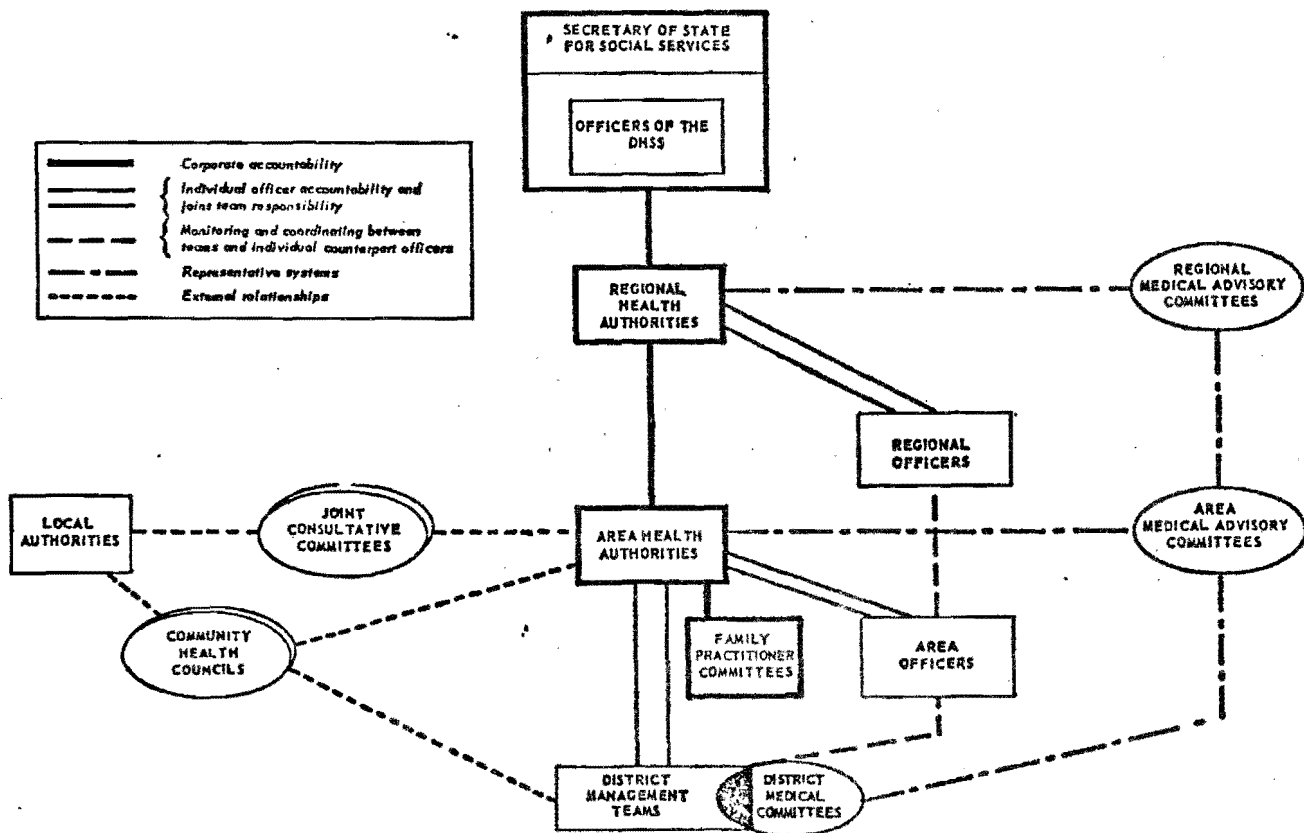 SECRETARY OF STATE
FOR SOCIAL SERVICES
OFFICERS OF THE
DHSS
Corporate accountability
Individual officer accountability and
joint team responsibility
Monitoring and coordinating between
teams and individual counterpart officers
Representative systems
External relationships
REGIONAL
HEALTH
AUTHORITIES
REGIONAL
MEDICAL ADVISORY
COMMITTEES
REGIONAL
OFFICERS
LOCAL
AUTHORITIES
JOINT
CONSULTATIVE
COMMITTEES
AREA HEALTH
AUTHORITIES
AREA
MEDICAL ADVISORY
COMMITTEES
COMMUNITY
HEALTH
COUNCILS
FAMILY
PRACTITIONER
COMMITTEES
AREA
OFFICERS
DISTRICT
MANAGEMENT
TEAMS
DISTRICT
MEDICAL
COMMITTEES